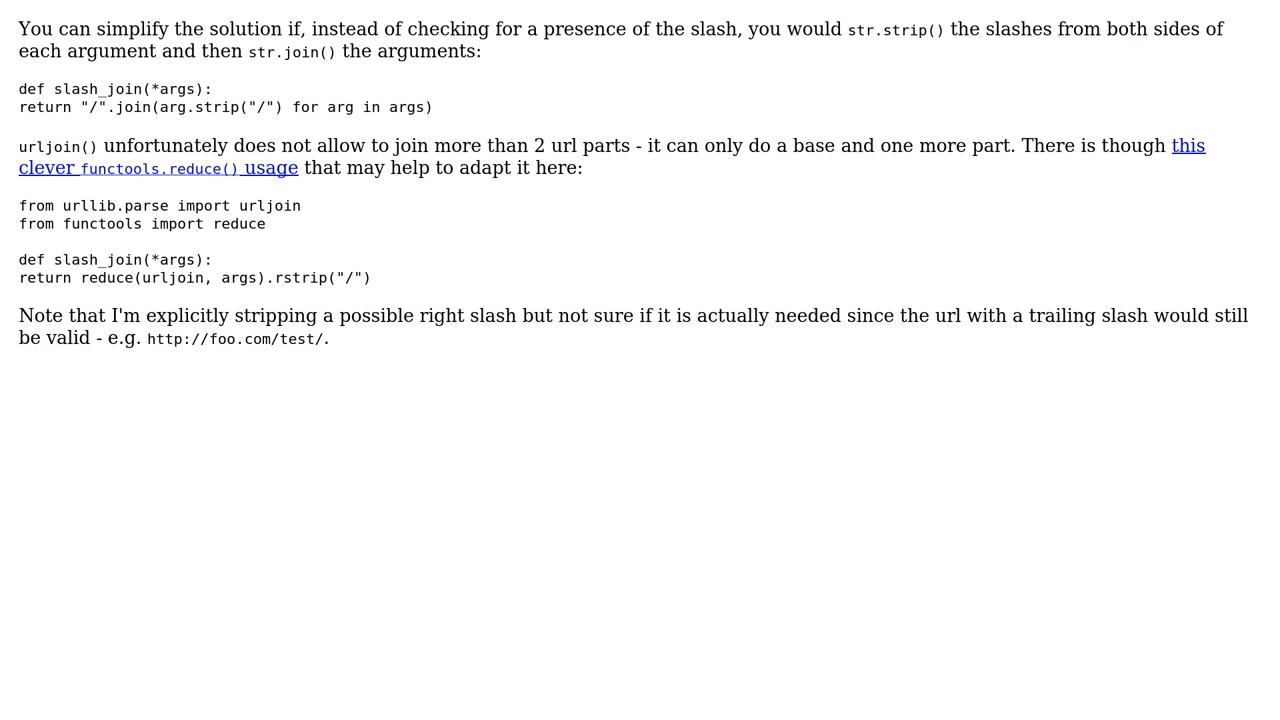 You can simplify the solution if, instead of checking for a presence of the slash, you would str.strip() the slashes from both sides of
each argument and then str.join() the arguments:
def slash_join(*args):
return "/".join(arg.strip("/") for arg in args)
urljoin() unfortunately does not allow to join more than 2 url parts - it can only do a base and one more part. There is though this
clever functools.reduce() usage that may help to adapt it here:
from urllib.parse import urljoin
from functools import reduce
def slash_join(*args):
return reduce(urljoin, args).rstrip("/")
Note that I'm explicitly stripping a possible right slash but not sure if it is actually needed since the url with a trailing slash would still
be valid - e.g. http://foo.com/test/.